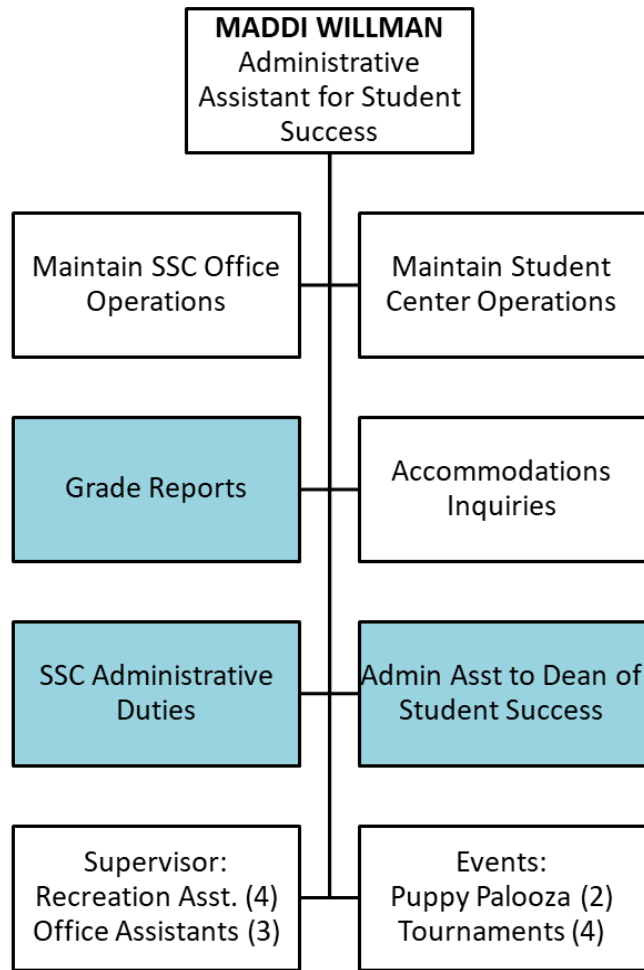 MADDI WILLMAN
Administrative
Assistant for Student
Success
Maintain SSC Office
Operations
Maintain Student
Center Operations
Grade Reports
Accommodations
Inquiries
SSC Administrative
Duties
Admin Asst to Dean of
Student Success
Supervisor:
Recreation Asst. (4)
Office Assistants (3)
Events:
Puppy Palooza (2)
Tournaments (4)